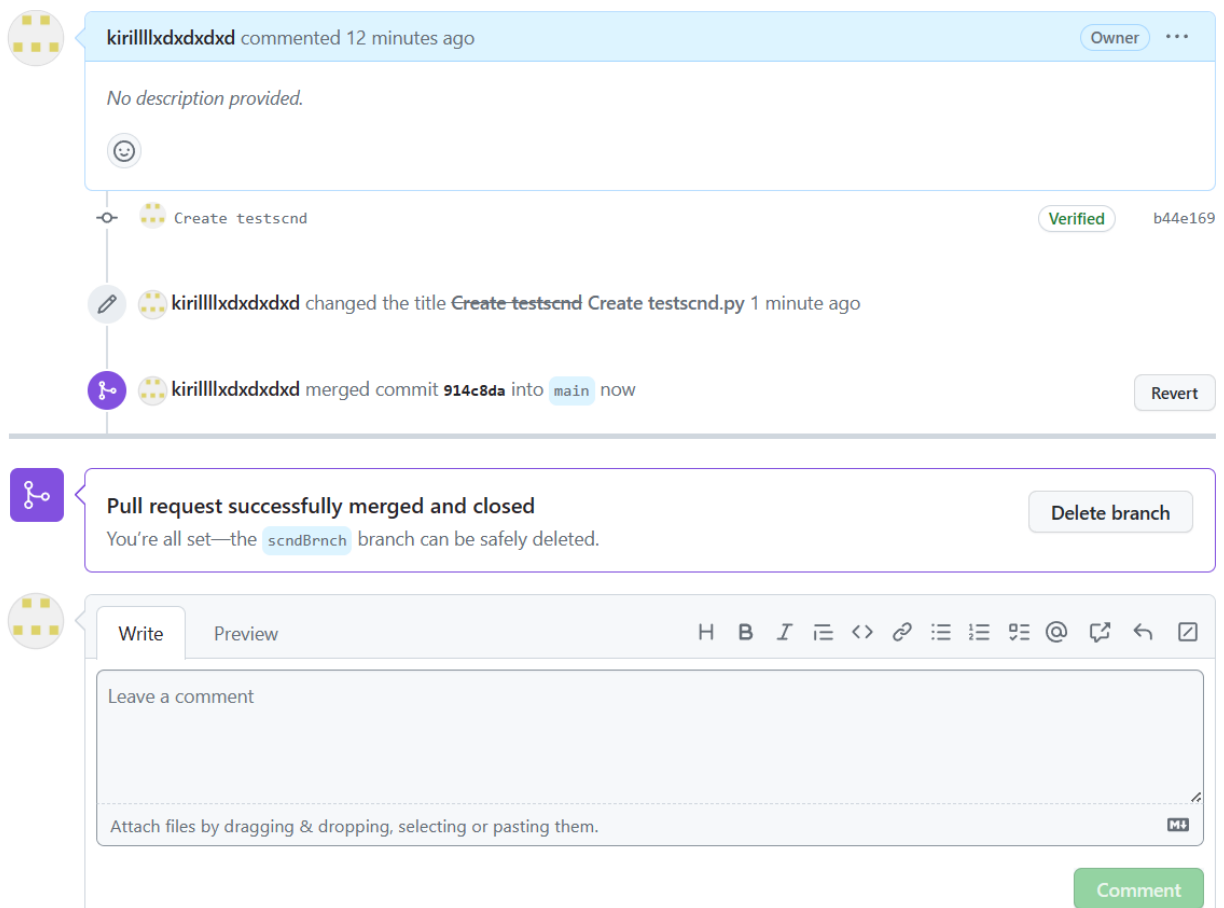 kirillllxdxdxdxd commented 12 minutes ago Owner
No description provided.
Create testscnd Verified b44e169
kirillllxdxdxdxd changed the title Create testscnd Create testscnd.py 1 minute ago
kirillllxdxdxdxd merged commit 914c8da into main now Revert
Pull request successfully merged and closed
You're all set—the scndBrnch branch can be safely deleted.
Delete branch
Write Preview
Leave a comment
Attach files by dragging & dropping, selecting or pasting them.
Comment